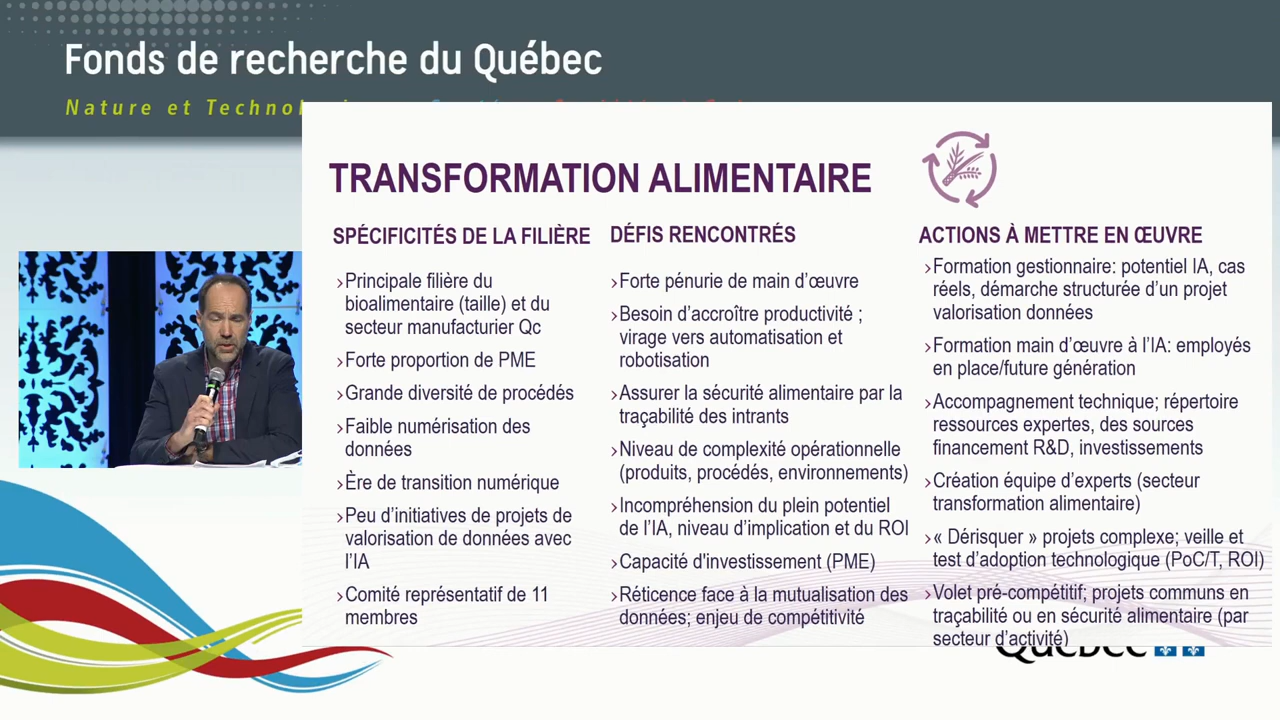 Fonds de recherche du Québec
Nature et
TRANSFORMATION ALIMENTAIRE
SPÉCIFICITÉS DE LA FILIÈRE
›Principale filière du
bioalimentaire (taille) et du
secteur manufacturier Qc
›Forte proportion de PME
›Grande diversité de procédés
›Faible numérisation des
données
›Ère de transition numérique
›Peu d’initiatives de projets de
valorisation de données avec
l’IA
›Comité représentatif de 11
membres
DÉFIS RENCONTRÉS
›Forte pénurie de main d’œuvre
›Besoin d’accroître productivité ;
virage vers automatisation et
robotisation
›Assurer la sécurité alimentaire par la
traçabilité des intrants
›Niveau de complexité opérationnelle
(produits, procédés, environnements)
›Incompréhension du plein potentiel
de l’IA, niveau d’implication et du ROI
›Capacité d'investissement (PME)
›Réticence face à la mutualisation des
données; enjeu de compétitivité
ACTIONS À METTRE EN ŒUVRE
›Formation gestionnaire: potentiel IA, cas
réels, démarche structurée d’un projet
valorisation données
›Formation main d’œuvre à l’IA: employés
en place/future génération
›Accompagnement technique; répertoire
ressources expertes, des sources
financement R&D, investissements
›Création équipe d’experts (secteur
transformation alimentaire)
›« Dérisquer » projets complexe; veille et
test d’adoption technologique (PoC/T, ROI)
›Volet pré-compétitif; projets communs en
traçabilité ou en sécurité alimentaire (par
secteur d’activité)
Québec